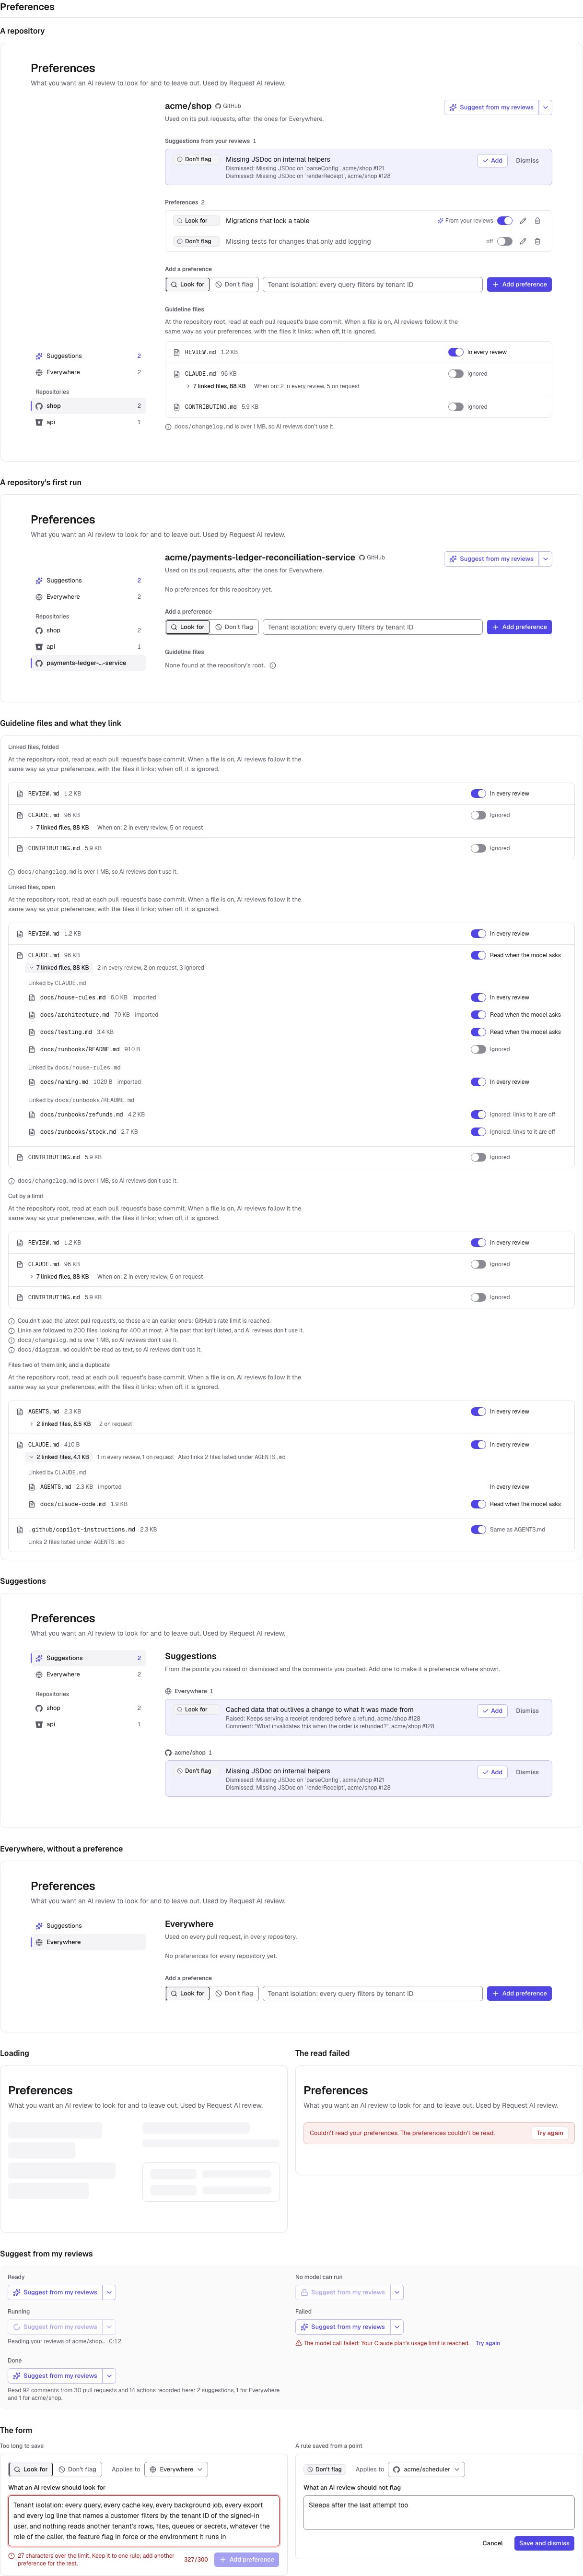 Preferences
A repository
Preferences
What you want an AI review to look for and to leave out. Used by Request AI review.
Suggestions 2
Everywhere 2
Repositories
shop 2
api 1
acme/shop GitHub
Used on its pull requests, after the ones for Everywhere.
Suggest from my reviews
Suggestions from your reviews 1
Don't flag Missing JSDoc on internal helpers
Dismissed: Missing JSDoc on `parseConfig`, acme/shop #121
Dismissed: Missing JSDoc on `renderReceipt`, acme/shop #128
Add Dismiss
Preferences 2
Look for Migrations that lock a table From your reviews
Don't flag Missing tests for changes that only add logging off
Add a preference
Look for Don't flag Tenant isolation: every query filters by tenant ID Add preference
Guideline files
At the repository root, read at each pull request's base commit. When a file is on, AI reviews follow it the
same way as your preferences, with the files it links; when off, it is ignored.
REVIEW.md 1.2 KB In every review
CLAUDE.md 96 KB Ignored
7 linked files, 88 KB When on: 2 in every review, 5 on request
CONTRIBUTING.md 5.9 KB Ignored
docs/changelog.md is over 1 MB, so AI reviews don't use it.
A repository's first run
Preferences
What you want an AI review to look for and to leave out. Used by Request AI review.
Suggestions 2
Everywhere 2
Repositories
shop 2
api 1
payments-ledger-...-service
acme/payments-ledger-reconciliation-service GitHub
Used on its pull requests, after the ones for Everywhere.
Suggest from my reviews
No preferences for this repository yet.
Add a preference
Look for Don't flag Tenant isolation: every query filters by tenant ID Add preference
Guideline files
None found at the repository's root.
Guideline files and what they link
Linked files, folded
At the repository root, read at each pull request's base commit. When a file is on, AI reviews follow it the
same way as your preferences, with the files it links; when off, it is ignored.
REVIEW.md 1.2 KB In every review
CLAUDE.md 96 KB Ignored
7 linked files, 88 KB When on: 2 in every review, 5 on request
CONTRIBUTING.md 5.9 KB Ignored
docs/changelog.md is over 1 MB, so AI reviews don't use it.
Linked files, open
At the repository root, read at each pull request's base commit. When a file is on, AI reviews follow it the
same way as your preferences, with the files it links; when off, it is ignored.
REVIEW.md 1.2 KB In every review
CLAUDE.md 96 KB Read when the model asks
7 linked files, 88 KB 2 in every review, 2 on request, 3 ignored
Linked by CLAUDE.md
docs/house-rules.md 6.0 KB imported In every review
docs/architecture.md 70 KB imported Read when the model asks
docs/testing.md 3.4 KB Read when the model asks
docs/runbooks/README.md 910 B Ignored
Linked by docs/house-rules.md
docs/naming.md 1020 B imported In every review
Linked by docs/runbooks/README.md
docs/runbooks/refunds.md 4.2 KB Ignored: links to it are off
docs/runbooks/stock.md 2.7 KB Ignored: links to it are off
CONTRIBUTING.md 5.9 KB Ignored
docs/changelog.md is over 1 MB, so AI reviews don't use it.
Cut by a limit
At the repository root, read at each pull request's base commit. When a file is on, AI reviews follow it the
same way as your preferences, with the files it links; when off, it is ignored.
REVIEW.md 1.2 KB In every review
CLAUDE.md 96 KB Ignored
7 linked files, 88 KB When on: 2 in every review, 5 on request
CONTRIBUTING.md 5.9 KB Ignored
Couldn't load the latest pull request's, so these are an earlier one's: GitHub's rate limit is reached.
Links are followed to 200 files, looking for 400 at most. A file past that isn't listed, and AI reviews don't use it.
docs/changelog.md is over 1 MB, so AI reviews don't use it.
docs/diagram.md couldn't be read as text, so AI reviews don't use it.
Files two of them link, and a duplicate
At the repository root, read at each pull request's base commit. When a file is on, AI reviews follow it the
same way as your preferences, with the files it links; when off, it is ignored.
AGENTS.md 2.3 KB In every review
2 linked files, 8.5 KB 2 on request
CLAUDE.md 410 B In every review
2 linked files, 4.1 KB 1 in every review, 1 on request Also links 2 files listed under AGENTS.md
Linked by CLAUDE.md
AGENTS.md 2.3 KB imported In every review
docs/claude-code.md 1.9 KB Read when the model asks
.github/copilot-instructions.md 2.3 KB Same as AGENTS.md
Links 2 files listed under AGENTS.md
Suggestions
Preferences
What you want an AI review to look for and to leave out. Used by Request AI review.
Suggestions 2
Everywhere 2
Repositories
shop 2
api 1
Suggestions
From the points you raised or dismissed and the comments you posted. Add one to make it a preference where shown.
Everywhere 1
Look for Cached data that outlives a change to what it was made from
Raised: Keeps serving a receipt rendered before a refund, acme/shop #128
Comment: "What invalidates this when the order is refunded?", acme/shop #128
Add Dismiss
acme/shop 1
Don't flag Missing JSDoc on internal helpers
Dismissed: Missing JSDoc on `parseConfig`, acme/shop #121
Dismissed: Missing JSDoc on `renderReceipt`, acme/shop #128
Add Dismiss
Everywhere, without a preference
Preferences
What you want an AI review to look for and to leave out. Used by Request AI review.
Suggestions
Everywhere
Everywhere
Used on every pull request, in every repository.
No preferences for every repository yet.
Add a preference
Look for Don't flag Tenant isolation: every query filters by tenant ID Add preference
Loading
Preferences
What you want an AI review to look for and to leave out. Used by Request AI review.
The read failed
Preferences
What you want an AI review to look for and to leave out. Used by Request AI review.
Couldn't read your preferences. The preferences couldn't be read. Try again
Suggest from my reviews
Ready
Suggest from my reviews
No model can run
Suggest from my reviews
Running
Suggest from my reviews
Reading your reviews of acme/shop... 0:12
Failed
Suggest from my reviews
The model call failed: Your Claude plan's usage limit is reached. Try again
Done
Suggest from my reviews
Read 92 comments from 30 pull requests and 14 actions recorded here: 2 suggestions, 1 for Everywhere
and 1 for acme/shop.
The form
Too long to save
Look for Don't flag Applies to Everywhere
What an AI review should look for
Tenant isolation: every query, every cache key, every background job, every export
and every log line that names a customer filters by the tenant ID of the signed-in
user, and nothing reads another tenant's rows, files, queues or secrets, whatever the
role of the caller, the feature flag in force or the environment it runs in
27 characters over the limit. Keep it to one rule; add another
preference for the rest.
327/300 Add preference
A rule saved from a point
Don't flag Applies to acme/scheduler
What an AI review should not flag
Sleeps after the last attempt too
Cancel Save and dismiss